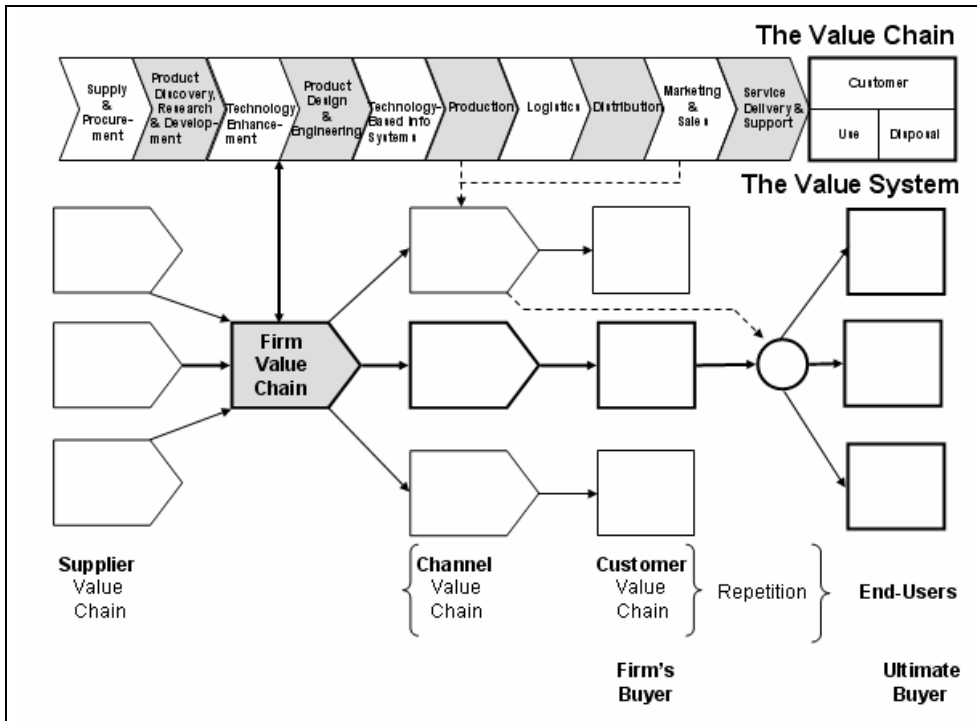 The Value Chain
Supply
&
Procure-
ment
Product
Discovery,
Research
& Develop-
ment
Technology
Enhance-
ment
Product
Design
&
Engineering
Technology-
Based Info
Systems
Production
Logistics
Distribution
Marketing
&
Sales
Service
Delivery &
Support
Customer
Use
Disposal
The Value System
Firm
Value
Chain
Supplier
Value
Chain
Channel
Value
Chain
Customer
Value
Chain
Repetition
End-Users
Firm's
Buyer
Ultimate
Buyer